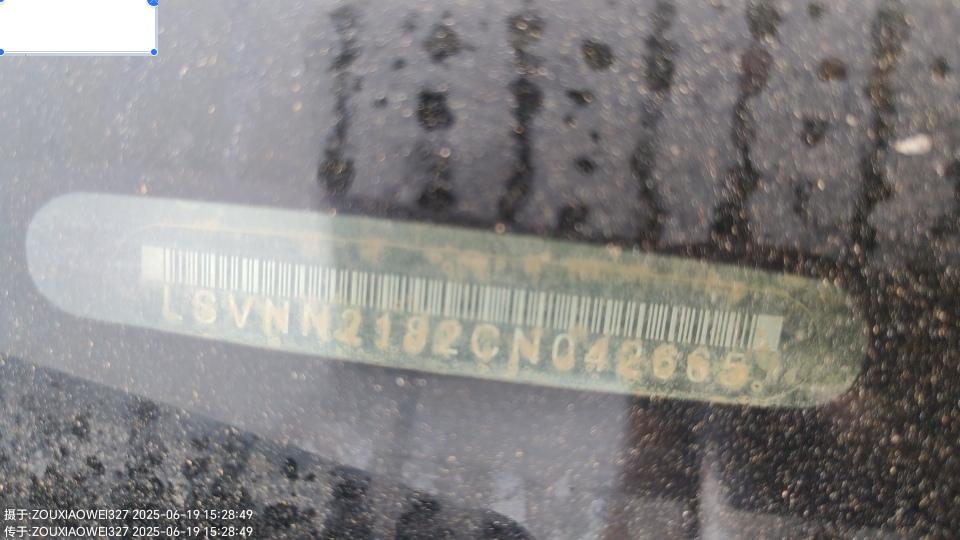 LSVNN2182CN042665
摄于:ZOUXIAOWEI327 2025-06-19 15:28:49
传于:ZOUXIAOWEI327 2025-06-19 15:28:49